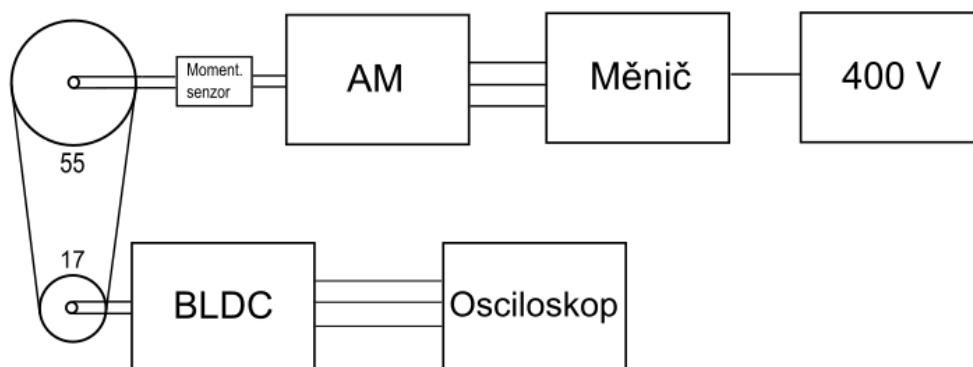 Moment.
senzor
AM
Měnič
400 V
55
17
BLDC
Osciloskop